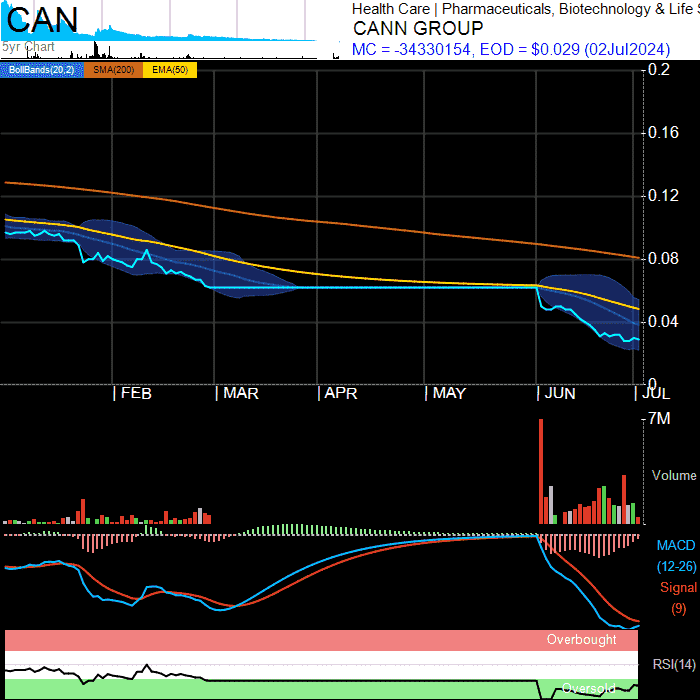 CAN
5yr Chart
Health Care | Pharmaceuticals, Biotechnology & Life S
CANN GROUP
MC = -34330154, EOD = $0.029 (02Jul2024)
BollBands(20,2) SMA(200) EMA(50)
0.2
0.16
0.12
0.08
0.04
0
FEB MAR APR MAY JUN JUL
7M
Volume
MACD
(12-26)
Signal
(9)
Overbought
RSI(14)
Oversold